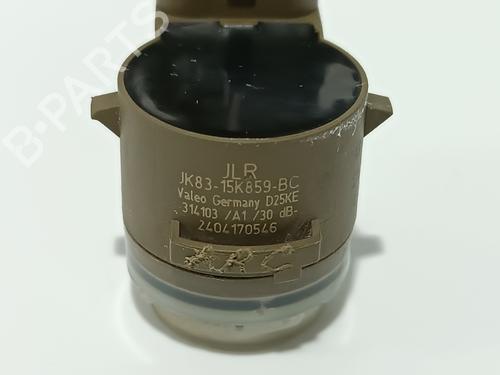 B-PARTS
JLR
JK83-15K859-BC
Valeo Germany D25KE
314103 /A1 /30 dB-
2404170546